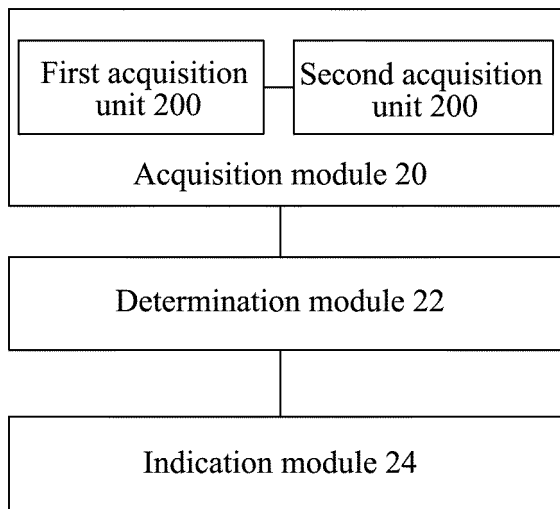 First acquisition
unit 200
Second acquisition
unit 200
Acquisition module 20
Determination module 22
Indication module 24